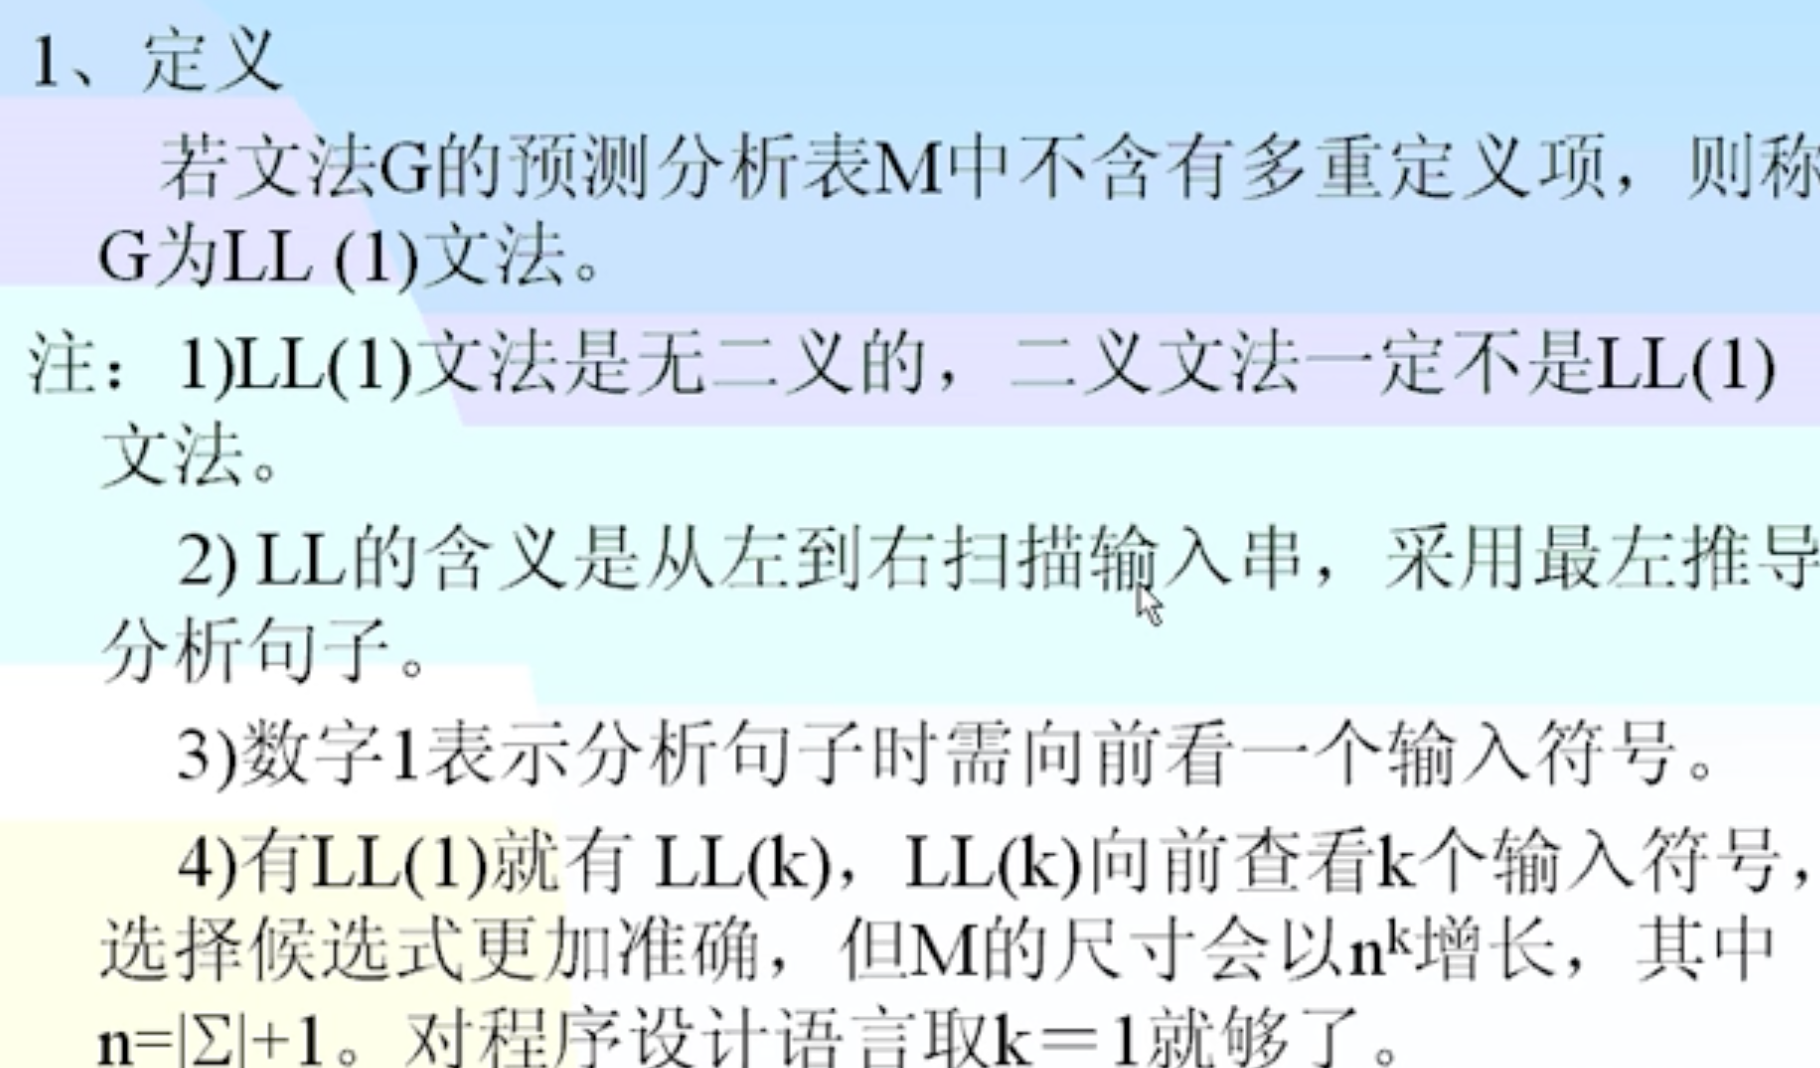 1、定义
若文法G的预测分析表M中不含有多重定义项，则称
G为LL (1)文法。
注：1)LL(1)文法是无二义的，二义文法一定不是LL(1)
文法。
2) LL的含义是从左到右扫描输入串，采用最左推导
分析句子。
3)数字1表示分析句子时需向前看一个输入符号。
4)有LL(1)就有 LL(k)，LL(k)向前查看k个输入符号，
选择候选式更加准确，但M的尺寸会以nᵏ增长，其中
n=|Σ|+1。对程序设计语言取k＝1就够了。